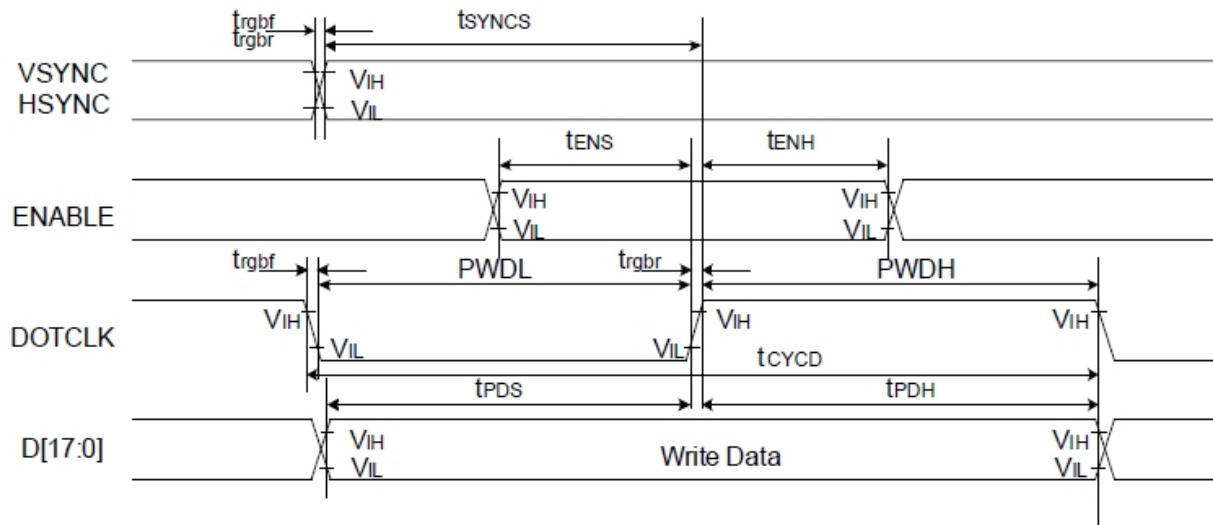 trgbf tSYNCS
trgbr
VSYNC VIH
HSYNC VIL
tENS tENH
ENABLE VIH VIH
VIL VIL
trgbf PWDL trgbr PWDH
DOTCLK VIH VIH VIH
VIL VIL
tCYCD
tPDS tPDH
D[17:0] VIH Write Data VIH
VIL VIL